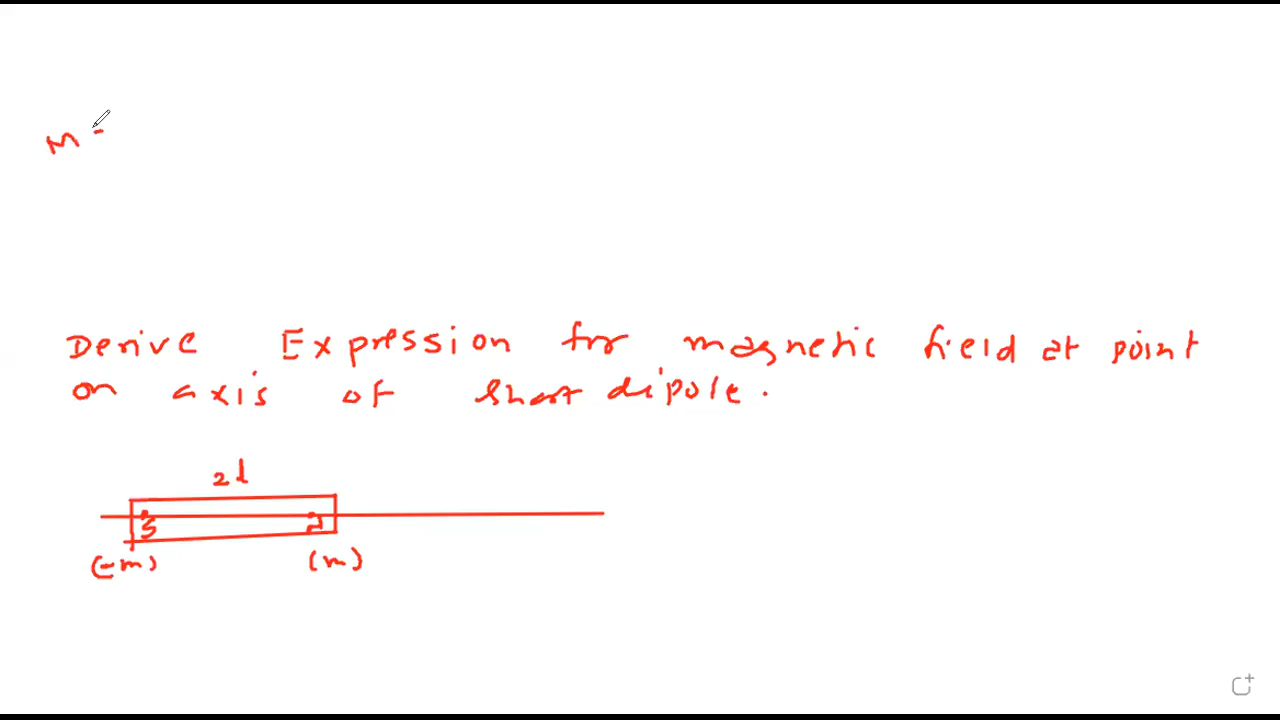 M =
Derive Expression for magnetic field at point
on axis of short dipole.
2l
S N
(-m) (m)